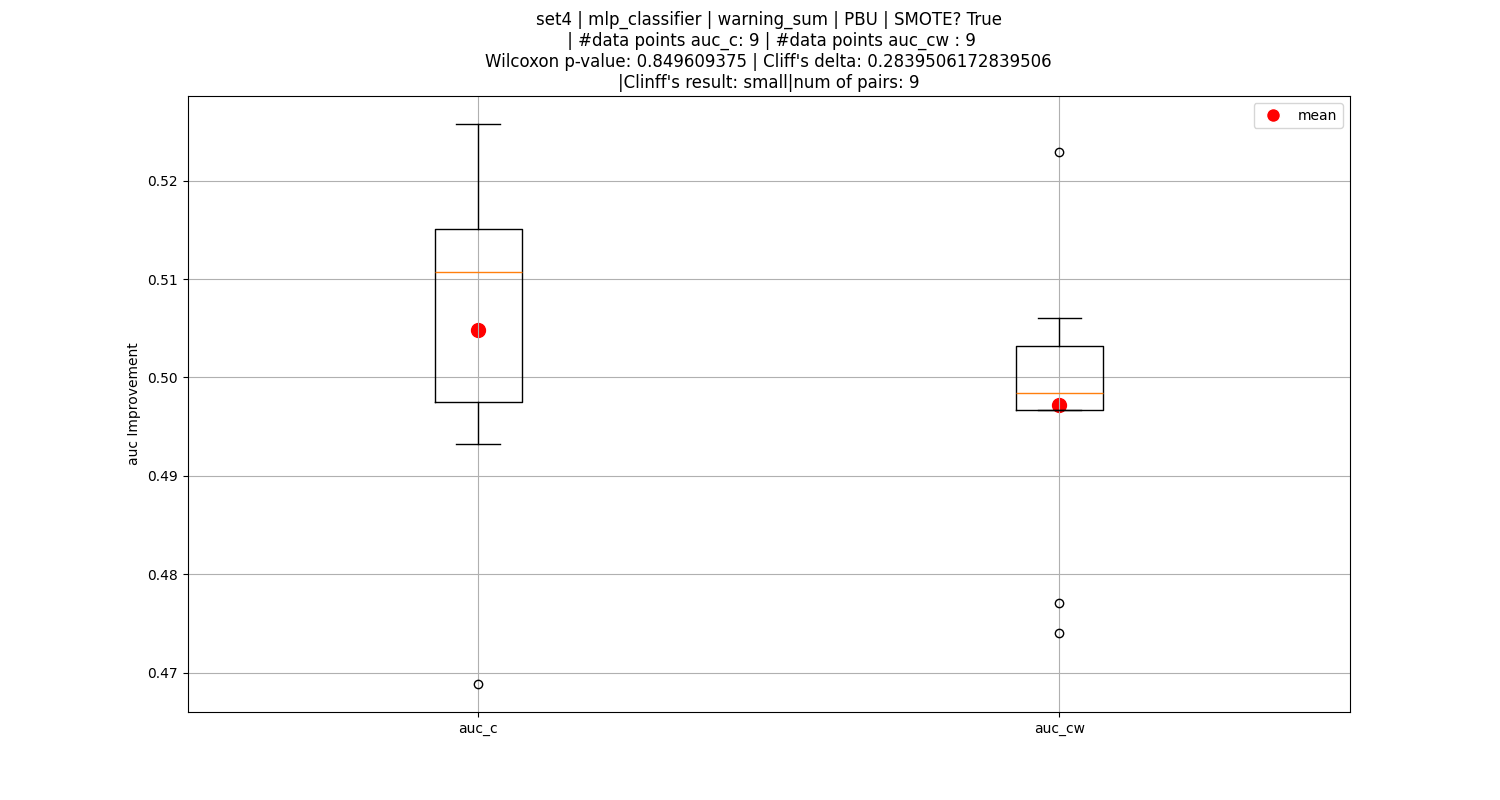 set4 | mlp_classifier | warning_sum | PBU | SMOTE? True
| #data points auc_c: 9 | #data points auc_cw : 9
Wilcoxon p-value: 0.849609375 | Cliff's delta: 0.2839506172839506
|Clinff's result: small|num of pairs: 9
mean
0.52
0.51
0.50
0.49
0.48
0.47
auc Improvement
auc_c
auc_cw